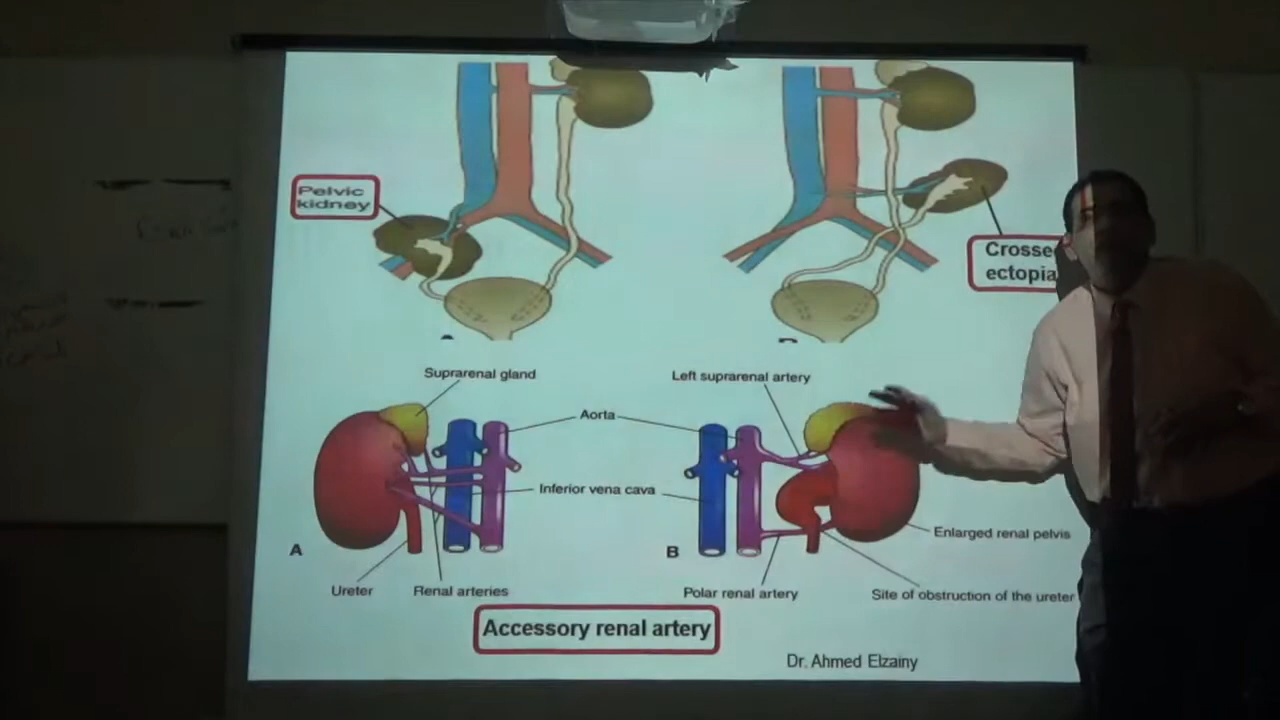 Pelvic
kidney
Crosse
ectopia
Suprarenal gland
Left suprarenal artery
Aorta
Inferior vena cava
A
B
Enlarged renal pelvis
Ureter
Renal arteries
Polar renal artery
Site of obstruction of the ureter
Accessory renal artery
Dr. Ahmed Elzainy